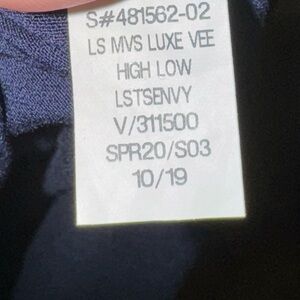 S#481562-02
LS MVS LUXE VEE
HIGH LOW
LSTSENVY
V/311500
SPR20/S03
10/19